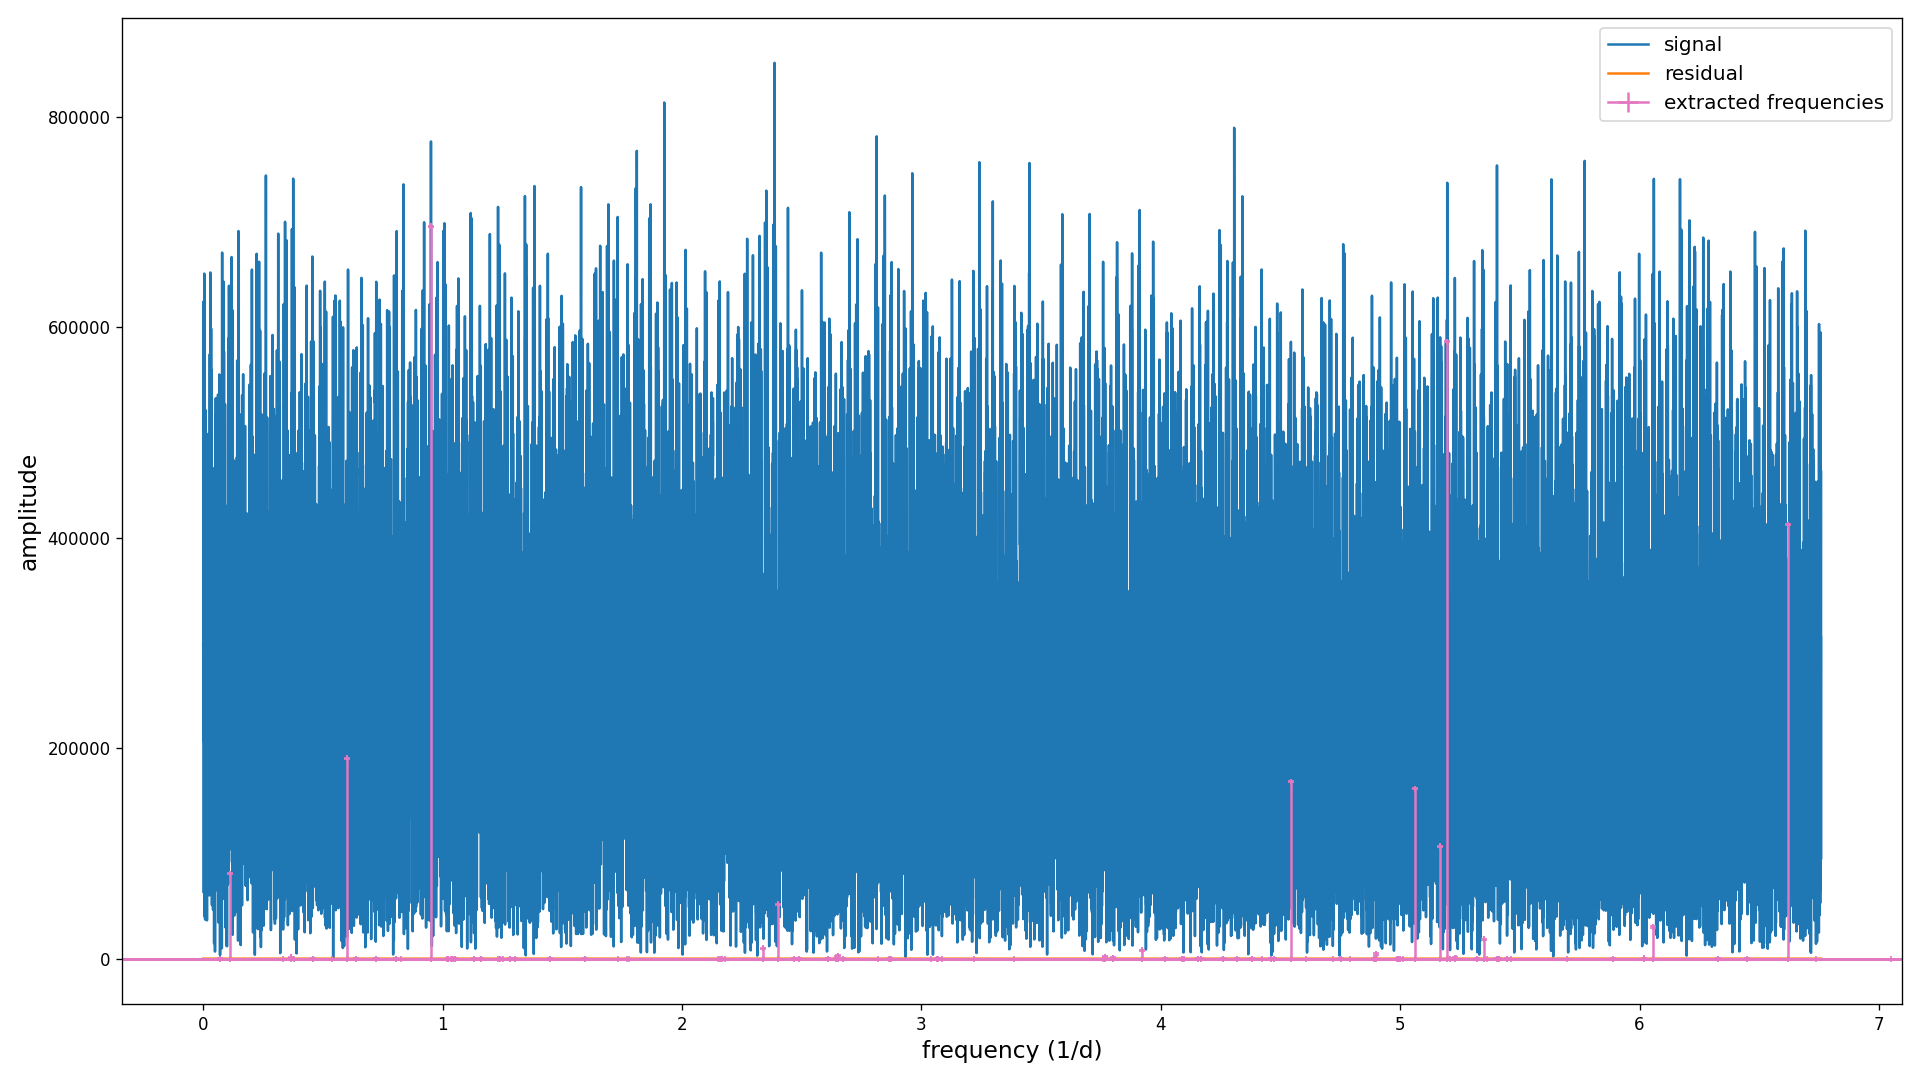 signal
residual
extracted frequencies
800000
600000
400000
200000
0
amplitude
0 1 2 3 4 5 6 7
frequency (1/d)